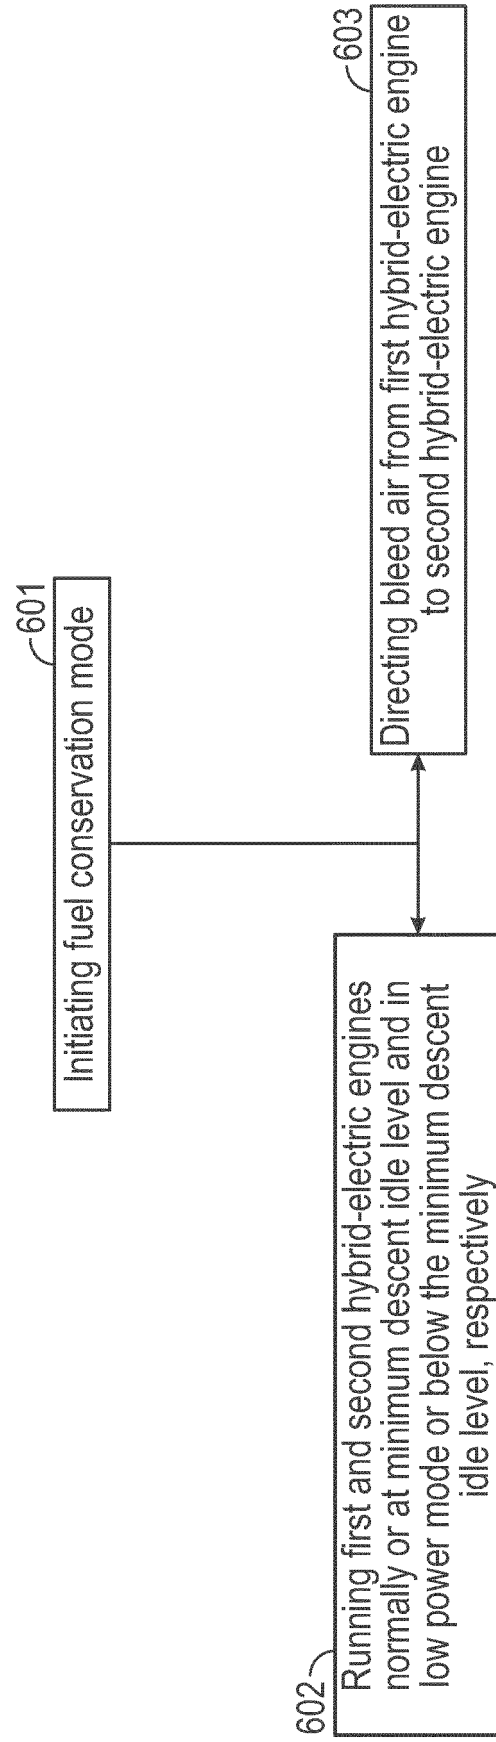 601
Initiating fuel conservation mode
602
Running first and second hybrid-electric engines
normally or at minimum descent idle level and in
low power mode or below the minimum descent
idle level, respectively
603
Directing bleed air from first hybrid-electric engine
to second hybrid-electric engine